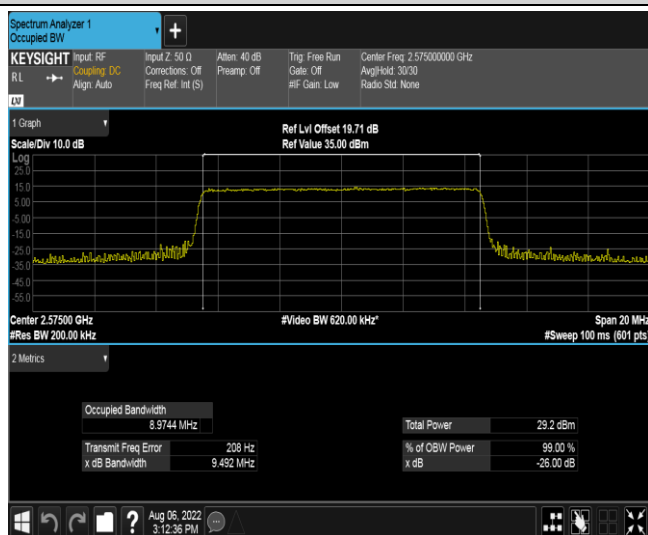 Spectrum Analyzer 1
Occupied BW
+
KEYSIGHT
R L
LXI
Input: RF
Coupling: DC
Align: Auto
Input Z: 50 Ω
Corrections: Off
Freq Ref: Int (S)
Atten: 40 dB
Preamp: Off
Trig: Free Run
Gate: Off
#IF Gain: Low
Center Freq: 2.575000000 GHz
Avg|Hold: 30/30
Radio Std: None
1 Graph
Scale/Div 10.0 dB
Ref Lvl Offset 19.71 dB
Ref Value 35.00 dBm
Log
25.0
15.0
5.00
-5.00
-15.0
-25.0
-35.0
-45.0
-55.0
Center 2.57500 GHz
#Res BW 200.00 kHz
#Video BW 620.00 kHz*
Span 20 MHz
#Sweep 100 ms (601 pts)
2 Metrics
Occupied Bandwidth
8.9744 MHz
Transmit Freq Error 208 Hz
x dB Bandwidth 9.492 MHz
Total Power 29.2 dBm
% of OBW Power 99.00 %
x dB -26.00 dB
?
Aug 06, 2022
3:12:36 PM